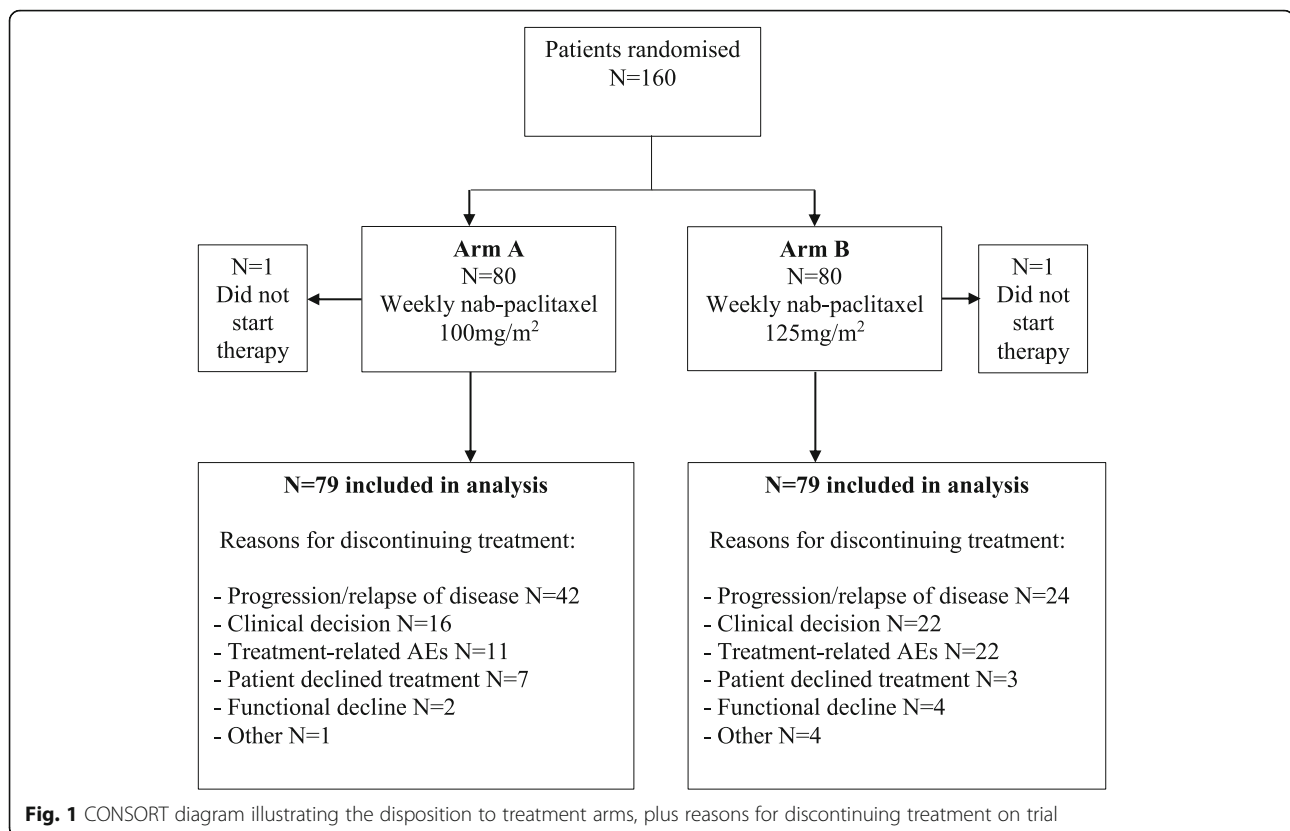 Patients randomised
N=160
N=1
Did not
start
therapy
Arm A
N=80
Weekly nab-paclitaxel
100mg/m²
Arm B
N=80
Weekly nab-paclitaxel
125mg/m²
N=1
Did not
start
therapy
N=79 included in analysis
Reasons for discontinuing treatment:
- Progression/relapse of disease N=42
- Clinical decision N=16
- Treatment-related AEs N=11
- Patient declined treatment N=7
- Functional decline N=2
- Other N=1
N=79 included in analysis
Reasons for discontinuing treatment:
- Progression/relapse of disease N=24
- Clinical decision N=22
- Treatment-related AEs N=22
- Patient declined treatment N=3
- Functional decline N=4
- Other N=4
Fig. 1 CONSORT diagram illustrating the disposition to treatment arms, plus reasons for discontinuing treatment on trial